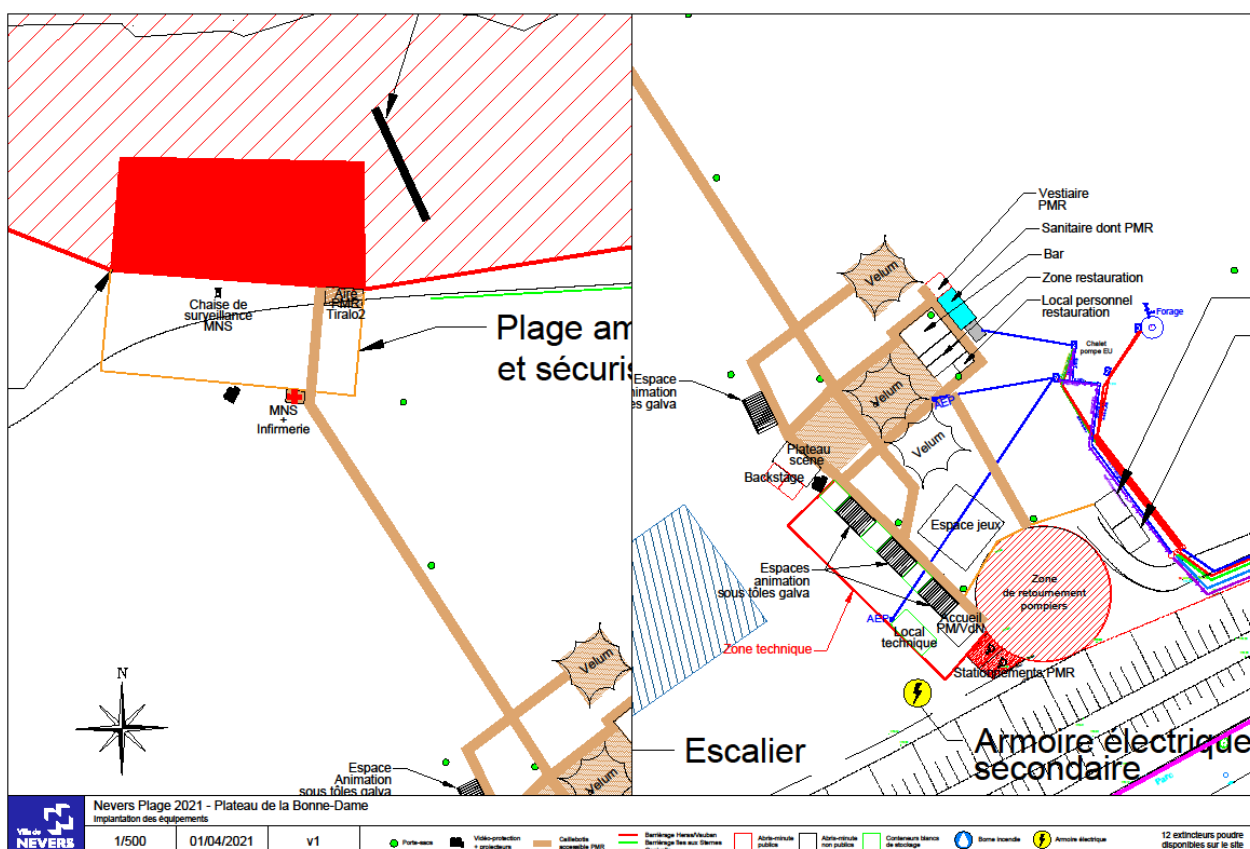 Chaise de
surveillance
MNS
Aire
PMR
Tiralo2
Plage am
et sécuris
MNS
+
Infirmerie
N
Velum
Espace
Animation
sous tôles galva
Vestiaire
PMR
Sanitaire dont PMR
Bar
Zone restauration
Local personnel
restauration
Velum
Forage
Chalet
pompe EU
Espace
nimation
es galva
Velum
AEP
Velum
Plateau
scène
Backstage
Espace jeux
Espaces
animation
sous tôles galva
Zone
de retournement
pompiers
AEP
Accueil
PM/VdN
Local
technique
Zone technique
Stationnements PMR
Escalier
Armoire électrique
secondaire
Ville de
NEVERS
Nevers Plage 2021 - Plateau de la Bonne-Dame
Implantation des équipements
1/500
01/04/2021
v1
Porte-sacs
Vidéo-protection
+ projecteurs
Caillebotis
accessible PMR
Barriérage Heras/Vauban
Barriérage îles aux Sternes
Abris-minute
publics
Abris-minute
non publics
Conteneurs blancs
de stockage
Borne incendie
Armoire électrique
12 extincteurs poudre
disponibles sur le site